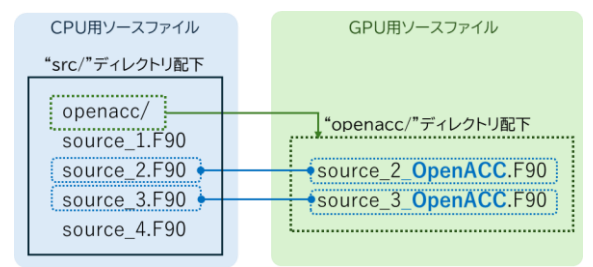 CPU用ソースファイル
“src/”ディレクトリ配下
openacc/
source_1.F90
source_2.F90
source_3.F90
source_4.F90
GPU用ソースファイル
“openacc/”ディレクトリ配下
source_2_OpenACC.F90
source_3_OpenACC.F90